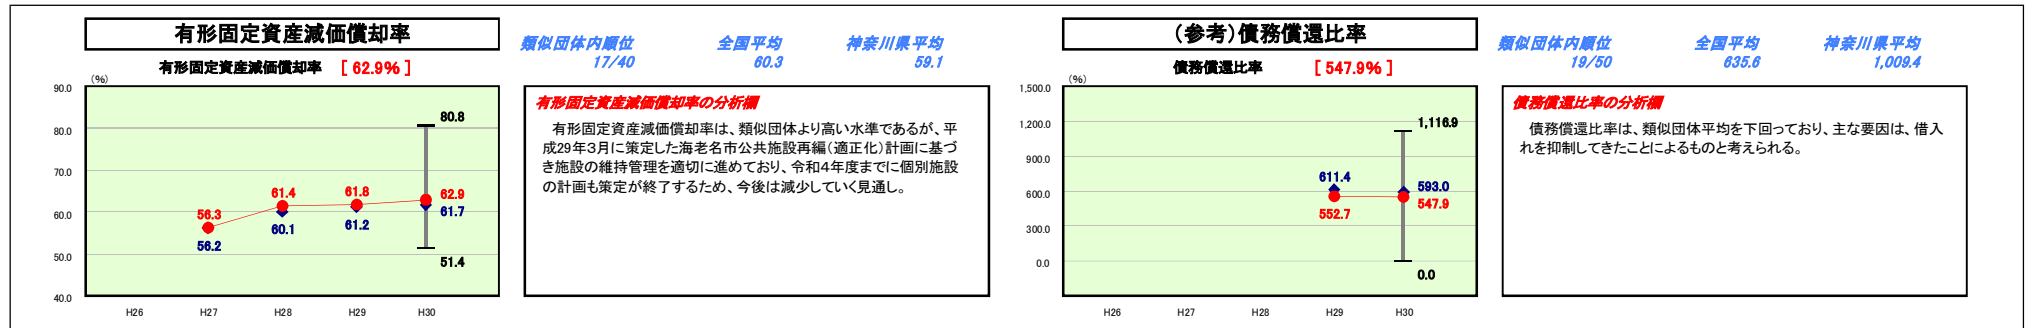 有形固定資産減価償却率
有形固定資産減価償却率 [ 62.9% ]
類似団体内順位 全国平均 神奈川県平均
17/40 60.3 59.1
(%)
90.0
80.0
70.0
60.0
50.0
40.0
80.8
56.3
61.4
61.8
62.9
56.2
60.1
61.2
61.7
51.4
H26 H27 H28 H29 H30
有形固定資産減価償却率の分析欄
有形固定資産減価償却率は、類似団体より高い水準であるが、平
成29年3月に策定した海老名市公共施設再編(適正化)計画に基づ
き施設の維持管理を適切に進めており、令和4年度までに個別施設
の計画も策定が終了するため、今後は減少していく見通し。
(参考)債務償還比率
債務償還比率 [ 547.9% ]
類似団体内順位 全国平均 神奈川県平均
19/50 635.6 1,009.4
(%)
1,500.0
1,200.0
900.0
600.0
300.0
0.0
1,116.9
611.4
593.0
552.7
547.9
0.0
H26 H27 H28 H29 H30
債務償還比率の分析欄
債務償還比率は、類似団体平均を下回っており、主な要因は、借入
れを抑制してきたことによるものと考えられる。